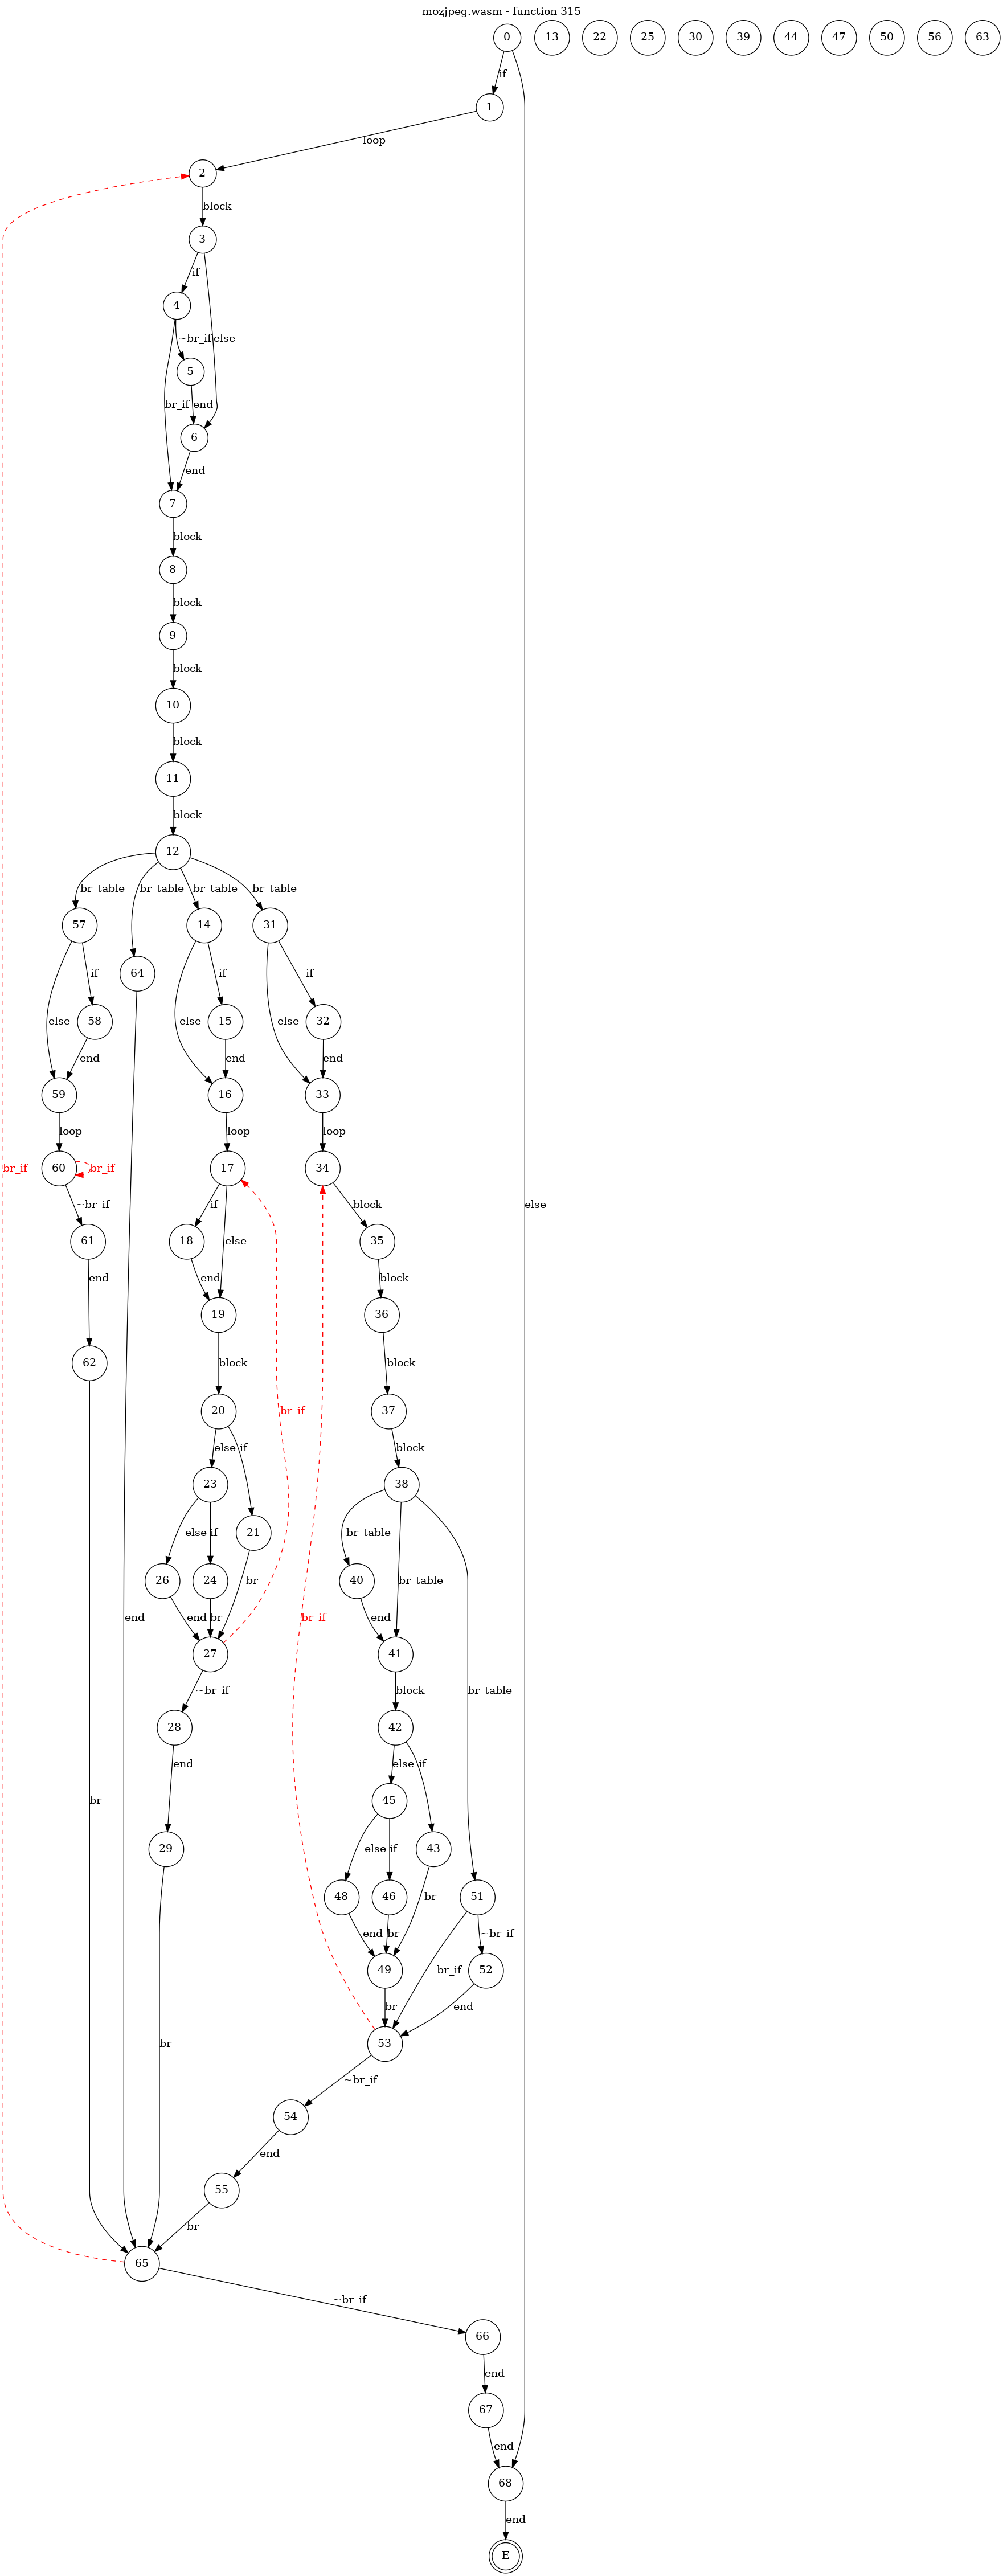 mozjpeg.wasm - function 315
0 13 22 25 30 39 44 47 50 56 63
if
1
loop
2
block
3
if
4
~br_if else
5
br_if end
6
end
7
block
8
block
9
block
10
block
11
block
12
br_table br_table br_table br_table
57 14 31
64
if if if
58 15 32
else else else
else
end end end
59 16 33
loop loop loop
60 17 34
br_if br_if
~br_if if block
61 18 35
else
end end block
19 36
62 block block
20 37
br_if
else if block
23 38
21
else if br_table
26 24 40
br br_table
end
end br br_if end
27 41
~br_if block br_table
28 42
end else if
45
br
29 43
else if
48 46 51
br
end br ~br_if
49 52
br_if
br end
br
53
~br_if
54
end
55
br
65
~br_if
66
end
67
end
68
end
E